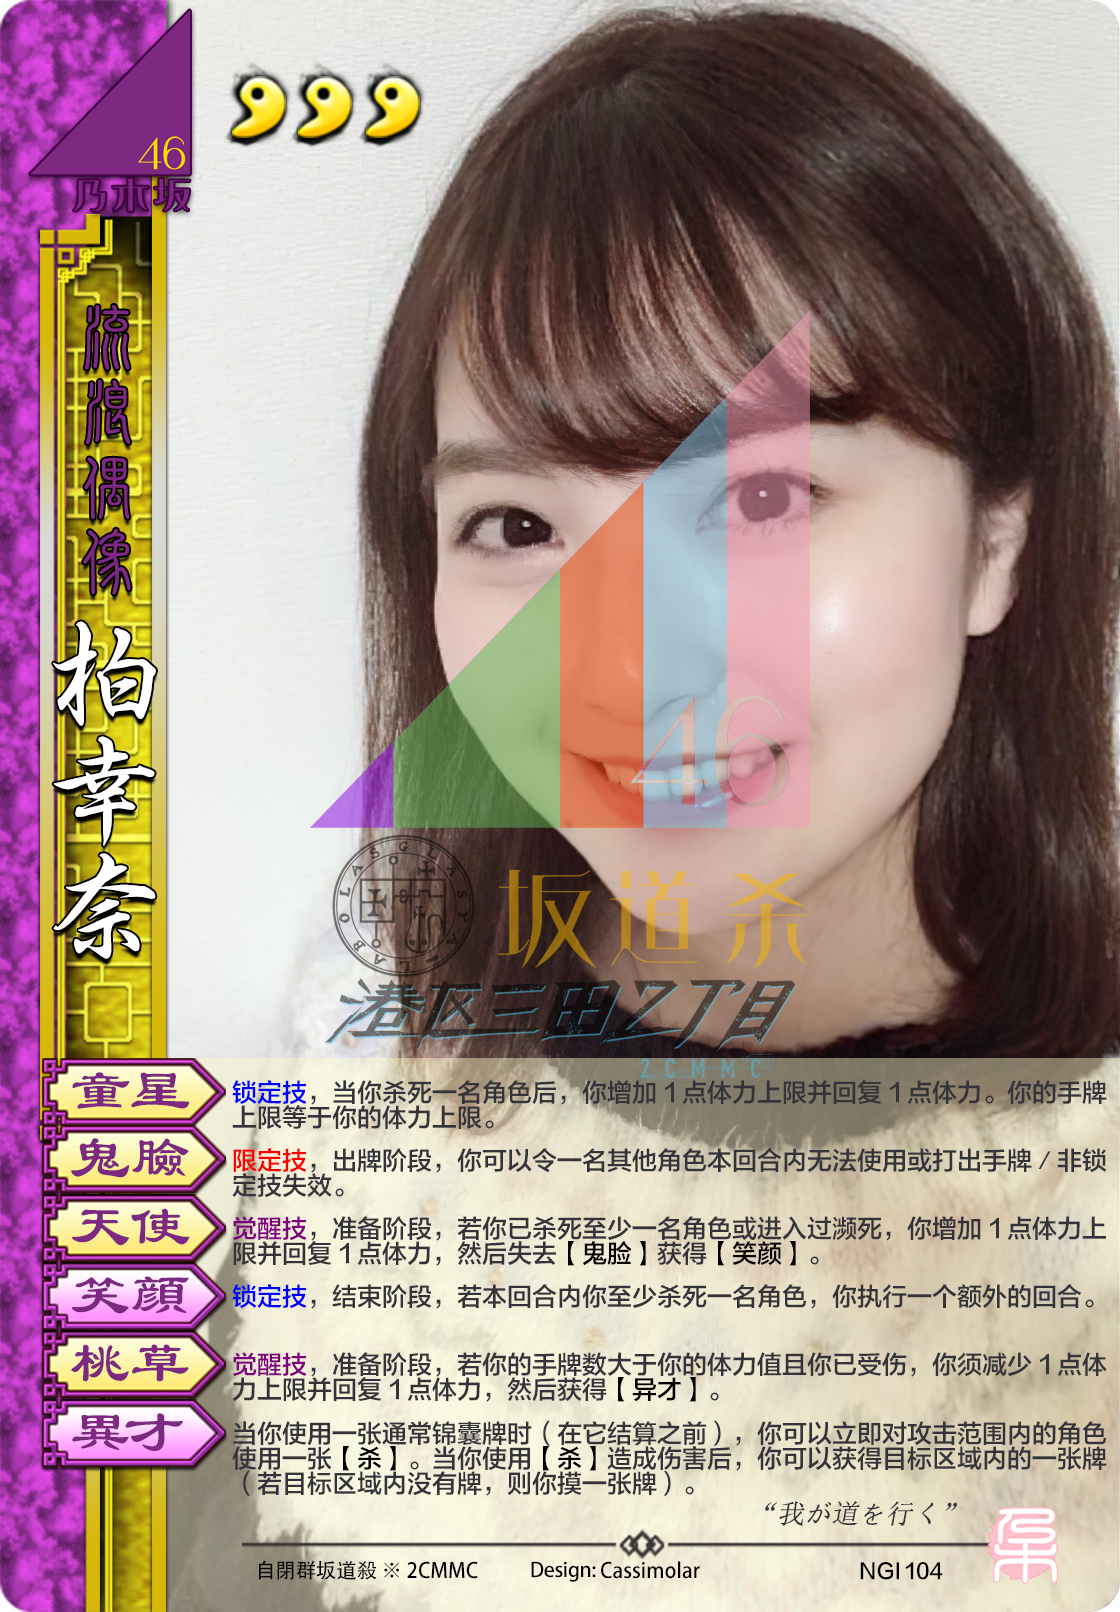 46
乃木坂
流浪偶像
柏幸奈
46
坂道杀
港区三田2丁目
2CMMC
童星
锁定技，当你杀死一名角色后，你增加1点体力上限并回复1点体力。你的手牌
上限等于你的体力上限。
鬼臉
限定技，出牌阶段，你可以令一名其他角色本回合内无法使用或打出手牌／非锁
定技失效。
天使
觉醒技，准备阶段，若你已杀死至少一名角色或进入过濒死，你增加1点体力上
限并回复1点体力，然后失去【鬼脸】获得【笑颜】。
笑顔
锁定技，结束阶段，若本回合内你至少杀死一名角色，你执行一个额外的回合。
桃草
觉醒技，准备阶段，若你的手牌数大于你的体力值且你已受伤，你须减少1点体
力上限并回复1点体力，然后获得【异才】。
異才
当你使用一张通常锦囊牌时（在它结算之前），你可以立即对攻击范围内的角色
使用一张【杀】。当你使用【杀】造成伤害后，你可以获得目标区域内的一张牌
（若目标区域内没有牌，则你摸一张牌）。
“我が道を行く”
自閉群坂道殺 ※ 2CMMC
Design: Cassimolar
NGI104